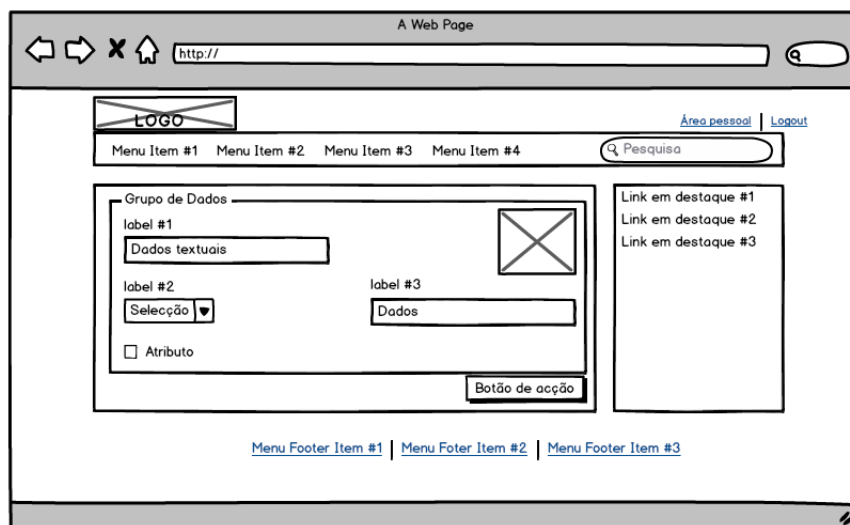 A Web Page
http://
LOGO
Área pessoal | Logout
Menu Item #1 Menu Item #2 Menu Item #3 Menu Item #4 Pesquisa
Grupo de Dados
label #1
Dados textuais
label #2
Selecção
label #3
Dados
Atributo
Botão de acção
Link em destaque #1
Link em destaque #2
Link em destaque #3
Menu Footer Item #1 | Menu Foter Item #2 | Menu Footer Item #3